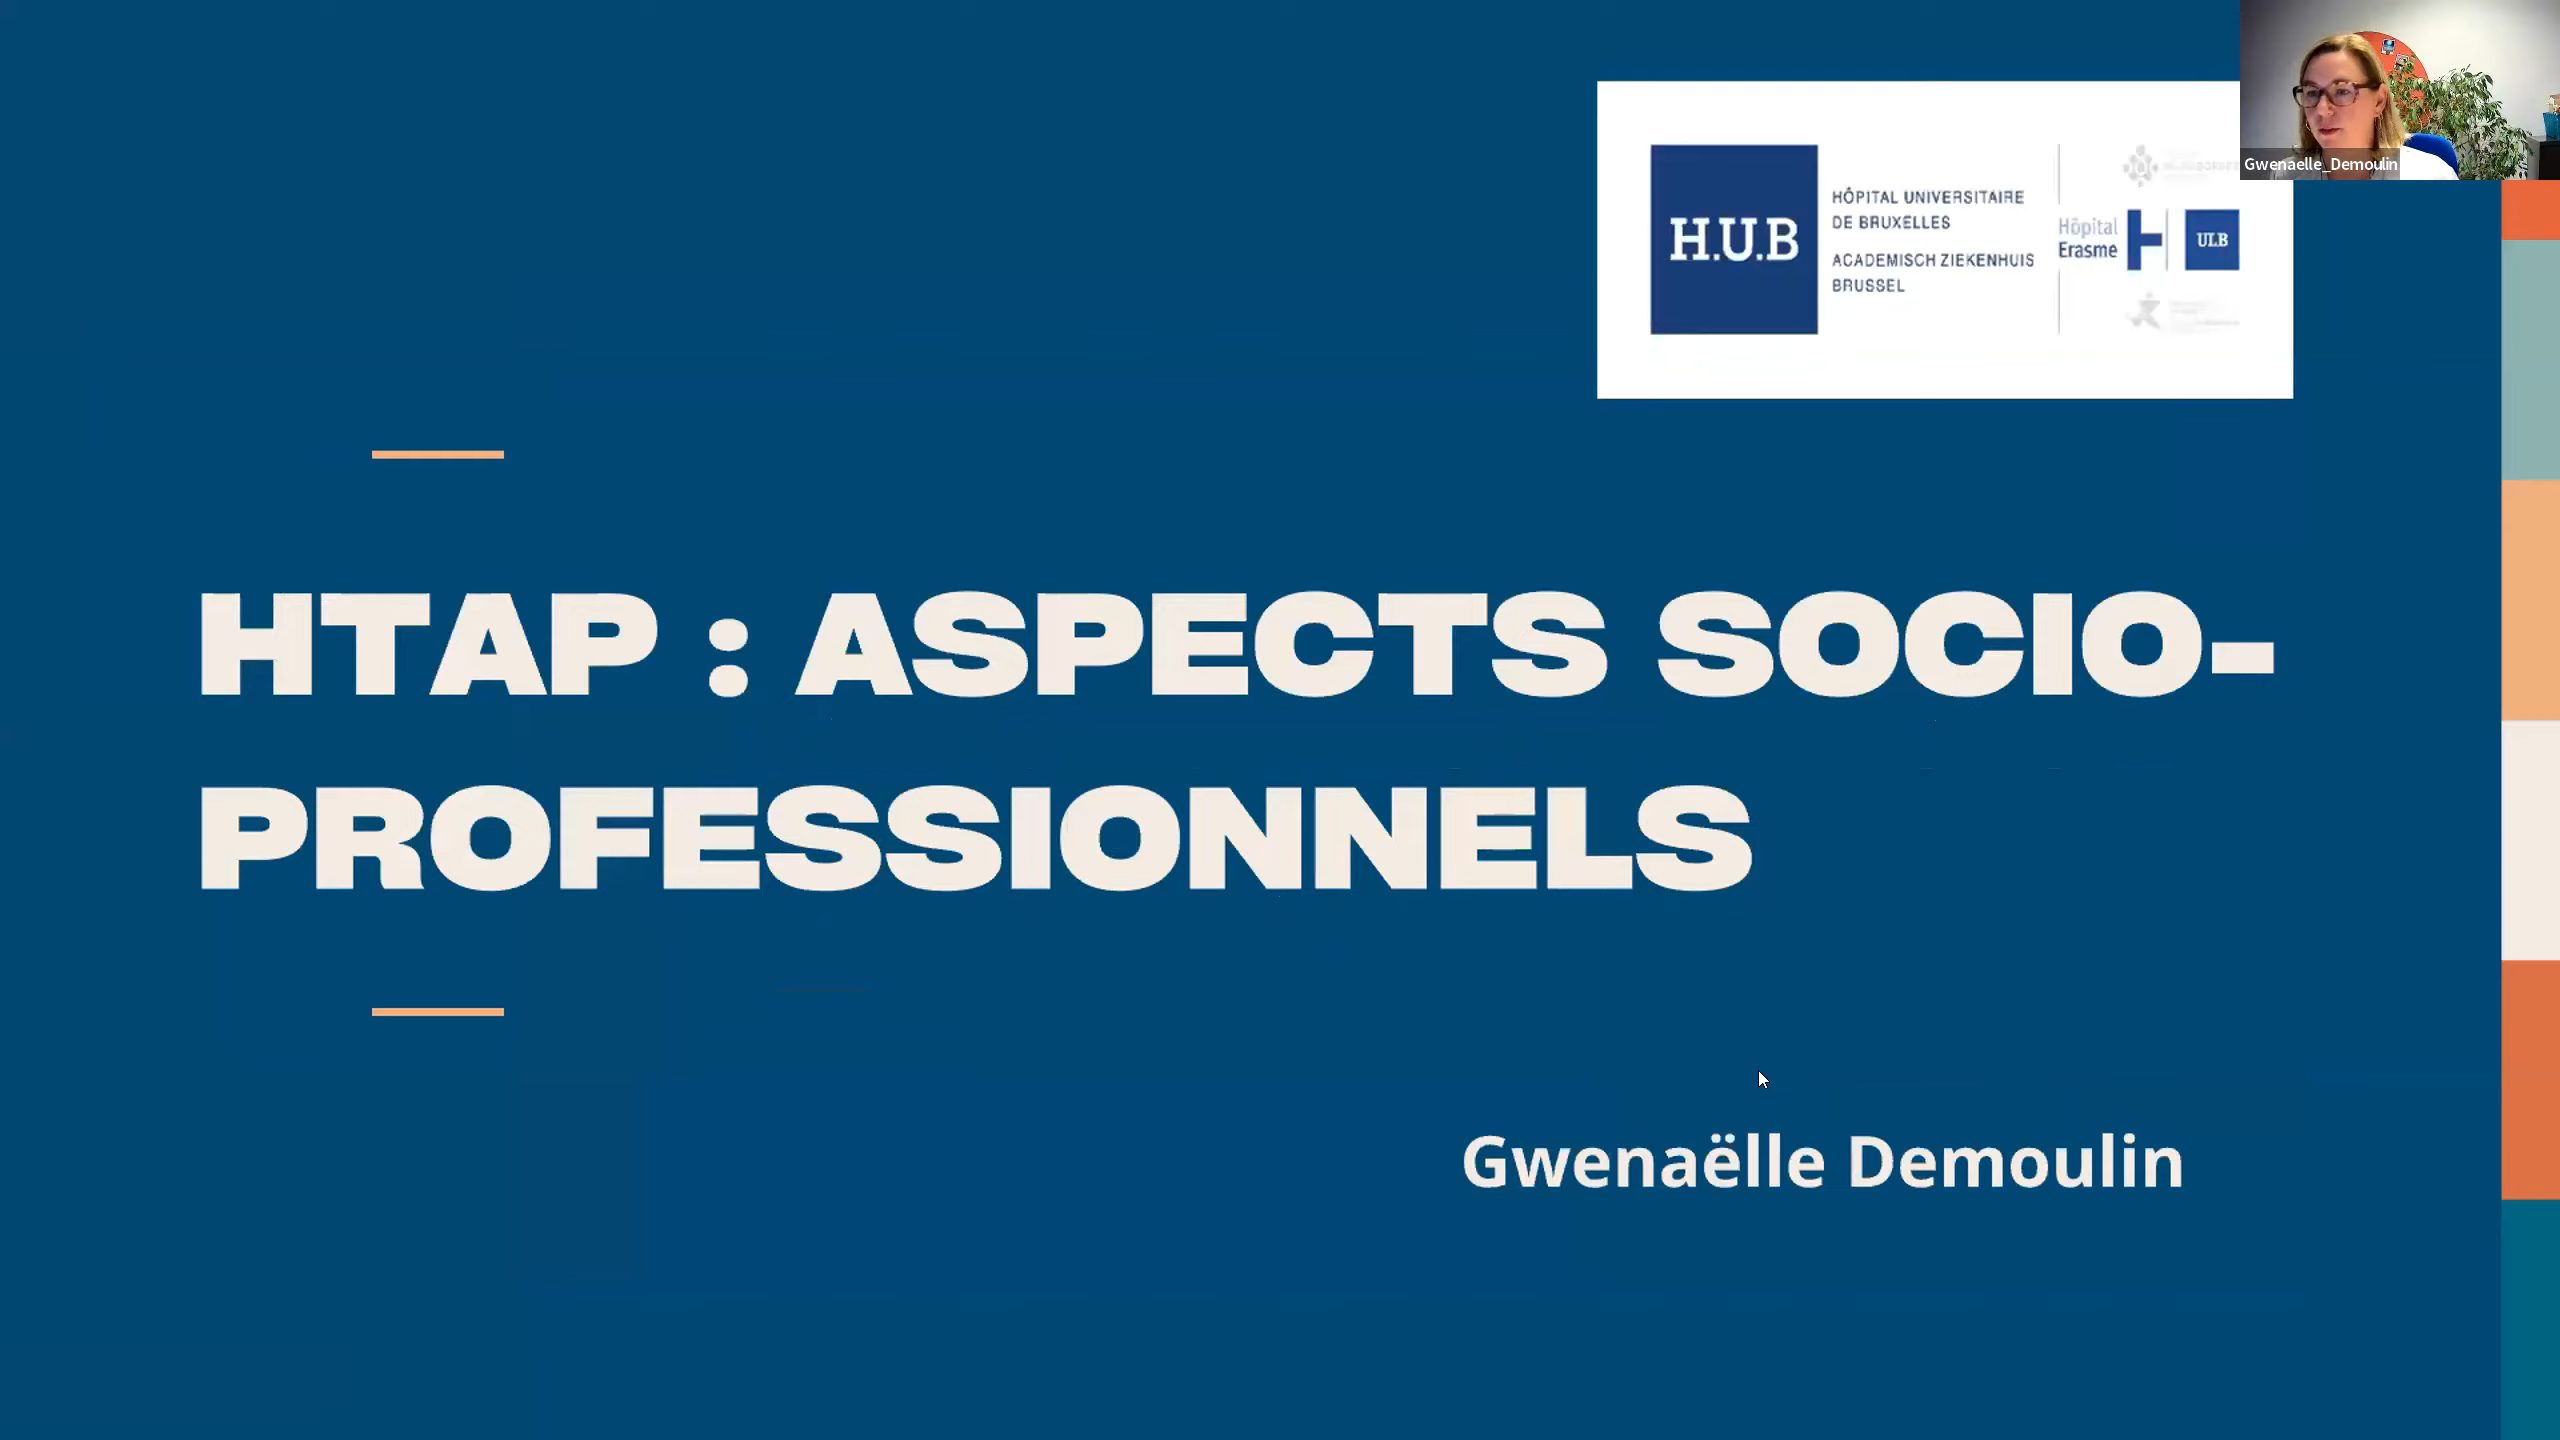 Gwenaelle_Demoulin
H.U.B
HÔPITAL UNIVERSITAIRE
DE BRUXELLES
ACADEMISCH ZIEKENHUIS
BRUSSEL
Hôpital
Erasme
ULB
HTAP : ASPECTS SOCIO-
PROFESSIONNELS
Gwenaëlle Demoulin